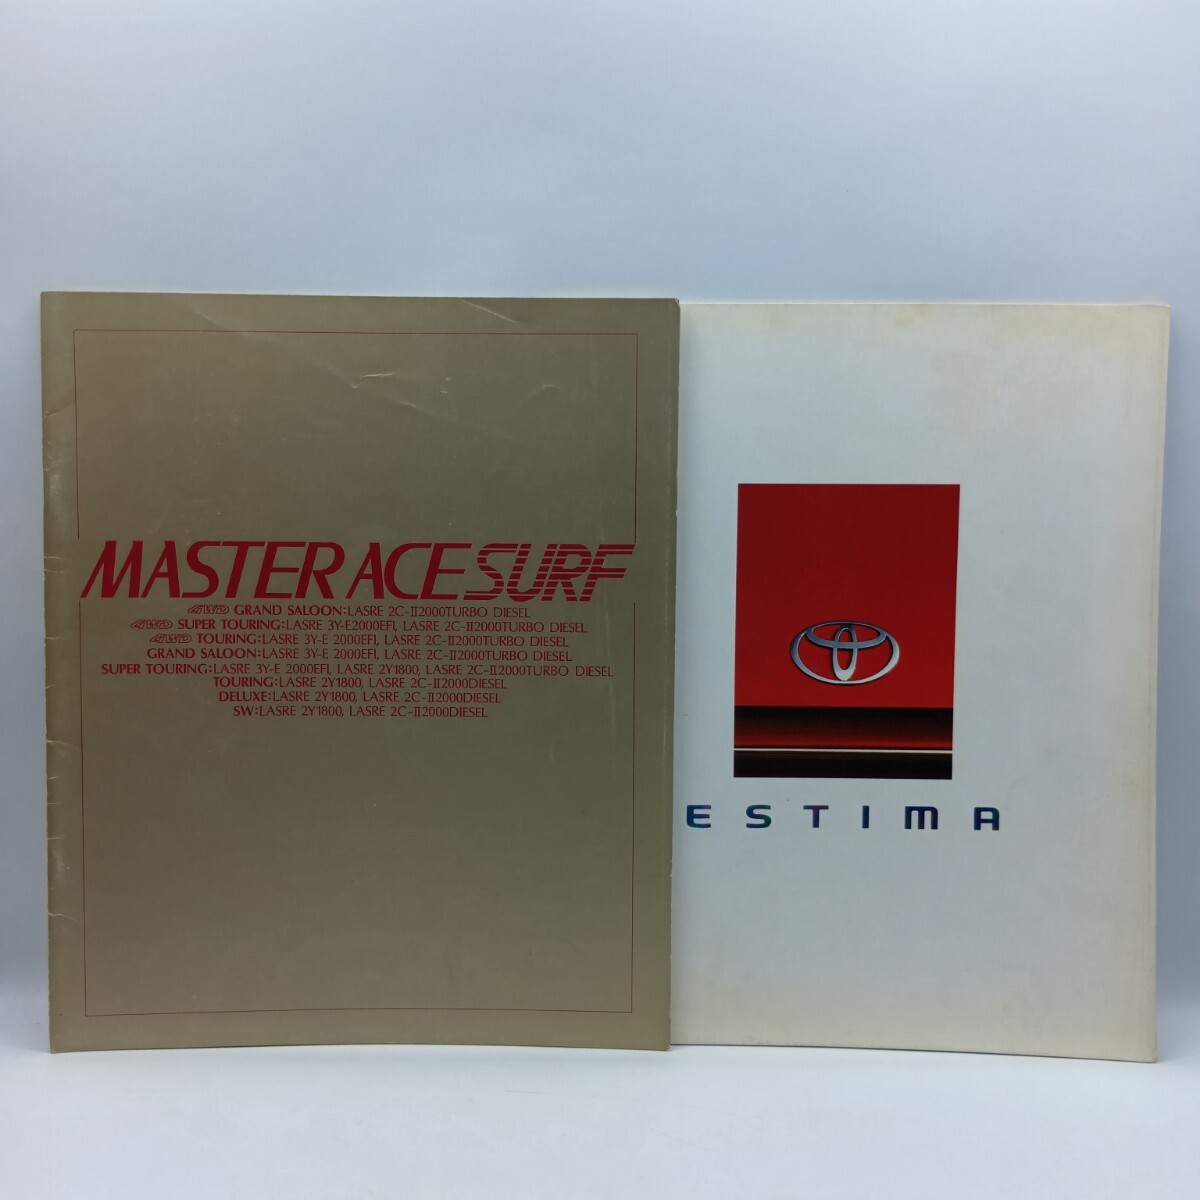 MASTER ACE SURF
4WD GRAND SALOON:LASRE 2C-II2000TURBO DIESEL
4WD SUPER TOURING:LASRE 3Y-E2000EFI, LASRE 2C-II2000TURBO DIESEL
4WD TOURING:LASRE 3Y-E 2000EFI, LASRE 2C-II2000TURBO DIESEL
GRAND SALOON:LASRE 3Y-E 2000EFI, LASRE 2C-II2000TURBO DIESEL
SUPER TOURING:LASRE 3Y-E 2000EFI, LASRE 2Y1800, LASRE 2C-II2000TURBO DIESEL
TOURING:LASRE 2Y1800, LASRE 2C-II2000DIESEL
DELUXE:LASRE 2Y1800, LASRE 2C-II2000DIESEL
SW:LASRE 2Y1800, LASRE 2C-II2000DIESEL
ESTIMA